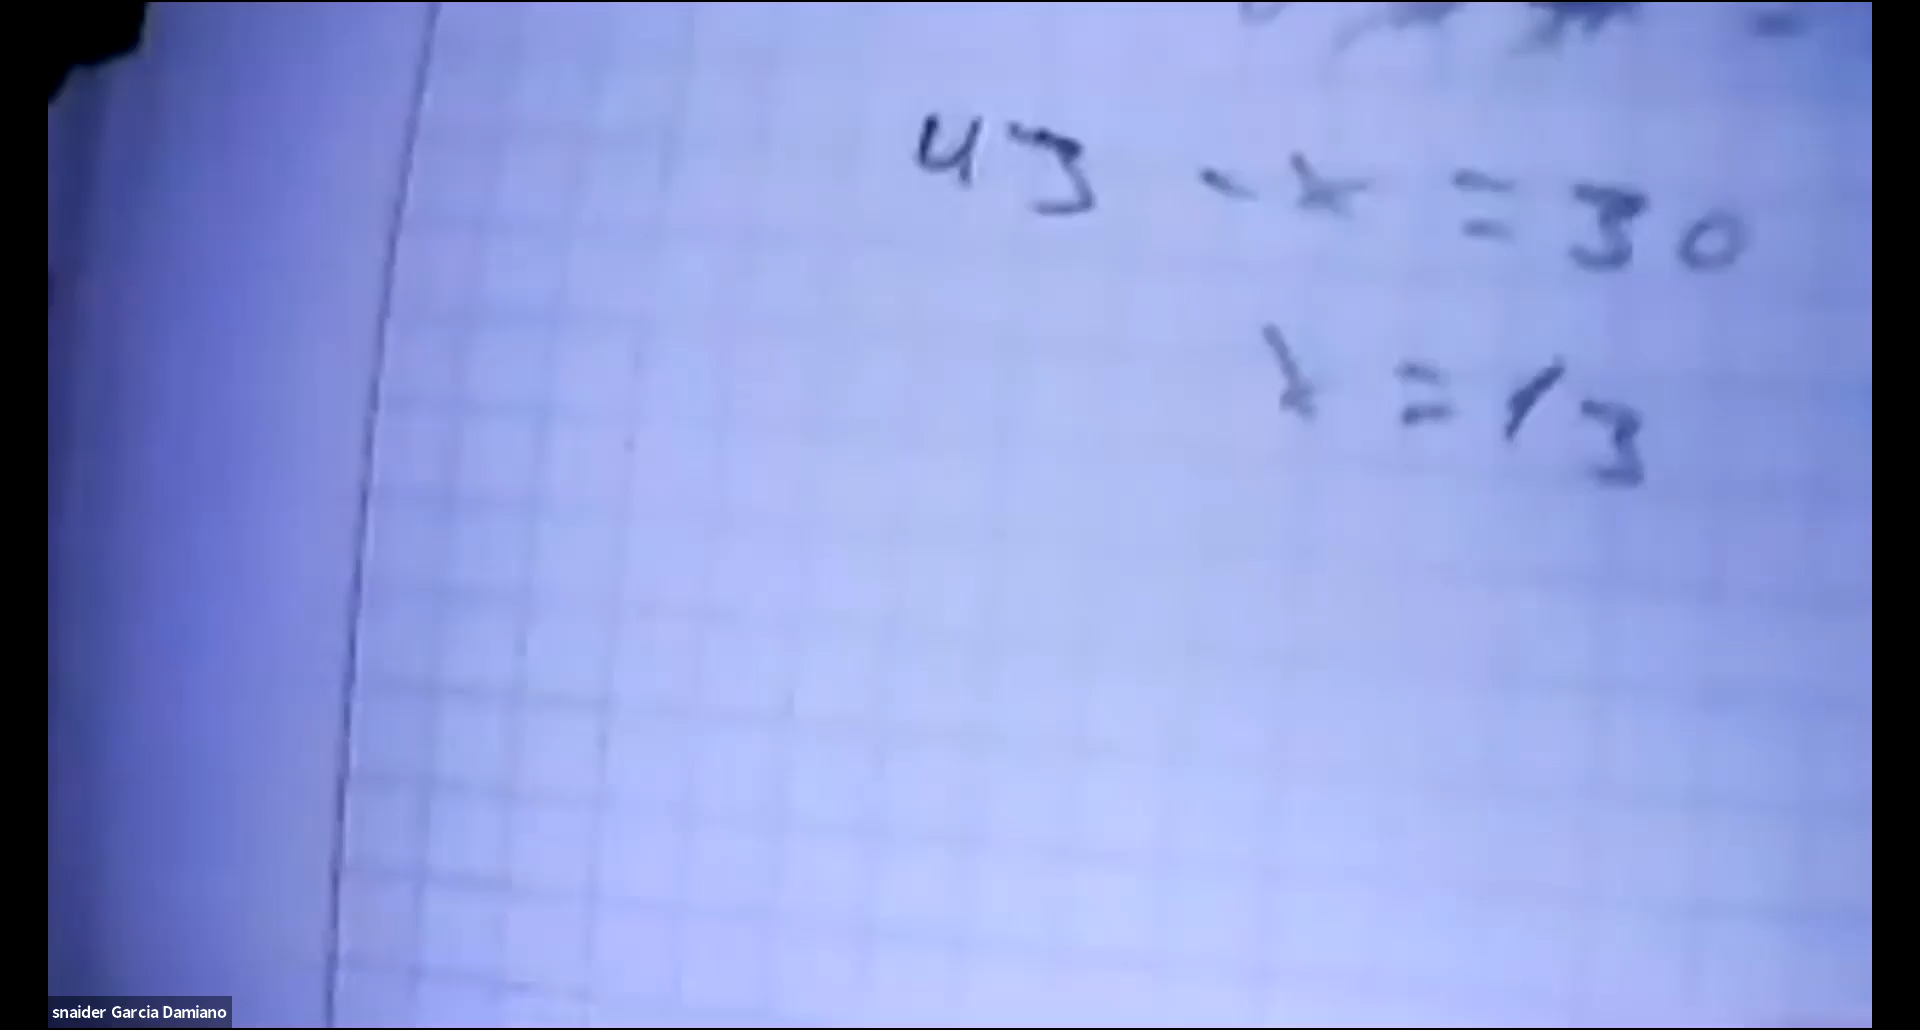 43 - x = 30
x = 13
snaider Garcia Damiano